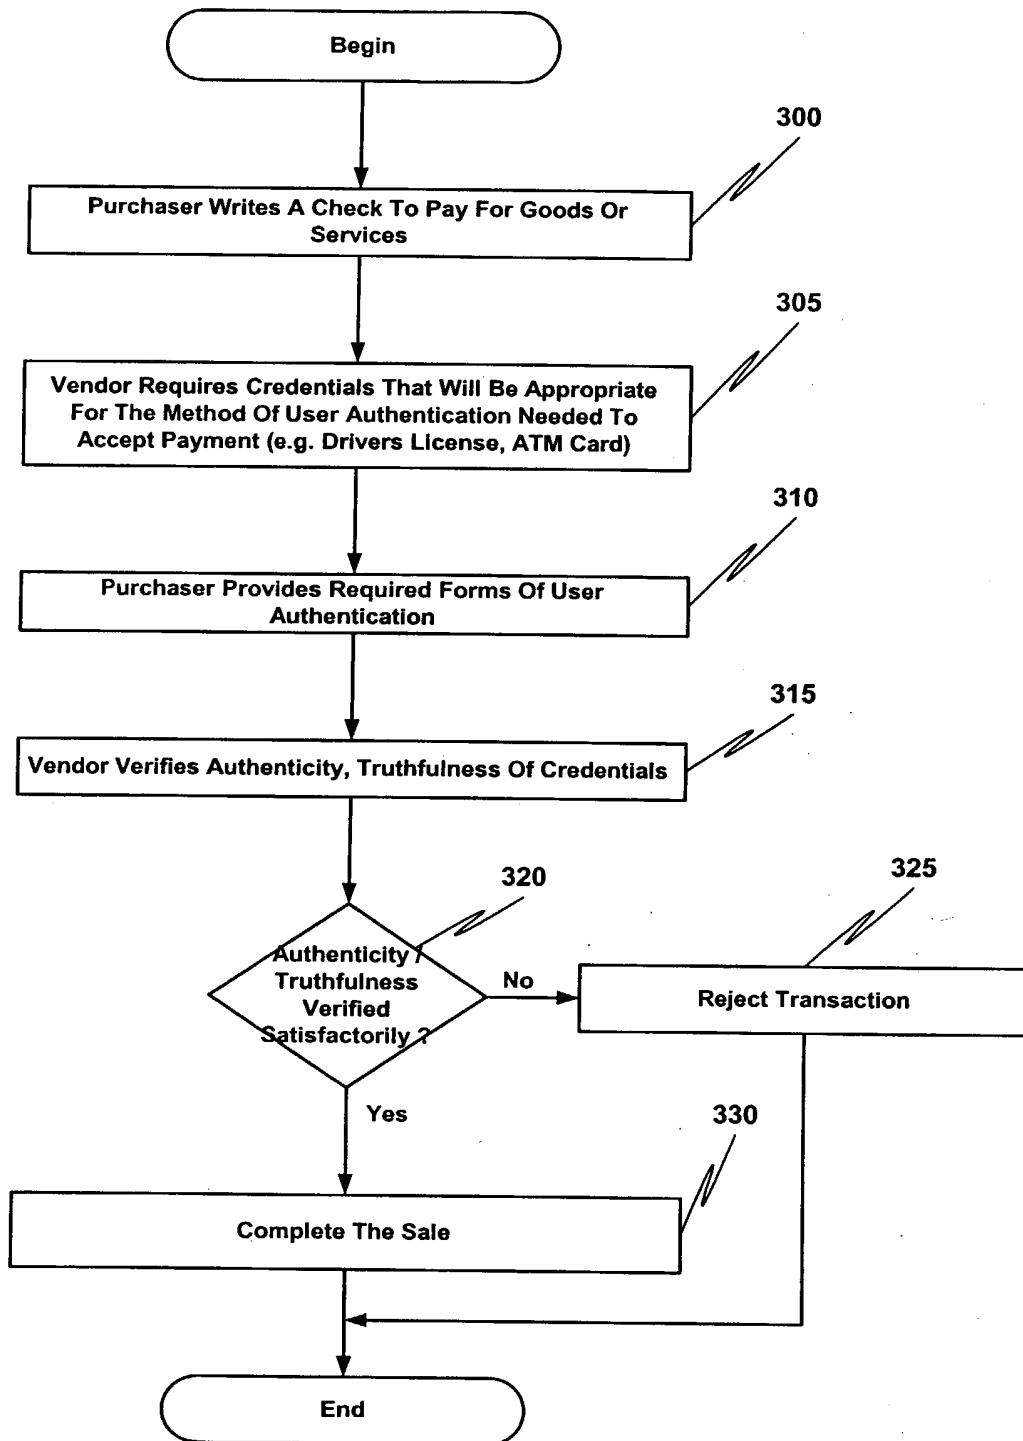 Begin
300
Purchaser Writes A Check To Pay For Goods Or
Services
305
Vendor Requires Credentials That Will Be Appropriate
For The Method Of User Authentication Needed To
Accept Payment (e.g. Drivers License, ATM Card)
310
Purchaser Provides Required Forms Of User
Authentication
315
Vendor Verifies Authenticity, Truthfulness Of Credentials
320
325
Authenticity /
Truthfulness
Verified
Satisfactorily ?
No
Reject Transaction
Yes
330
Complete The Sale
End